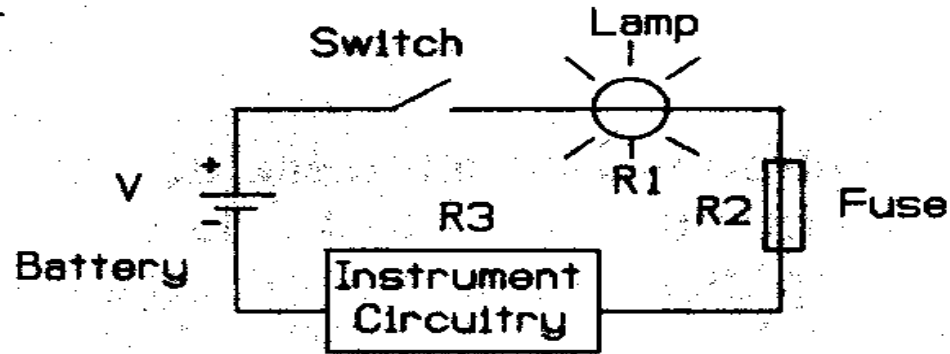 Lamp
Switch
R1
+
V
-
Battery
R3
R2
Fuse
Instrument
Circuitry